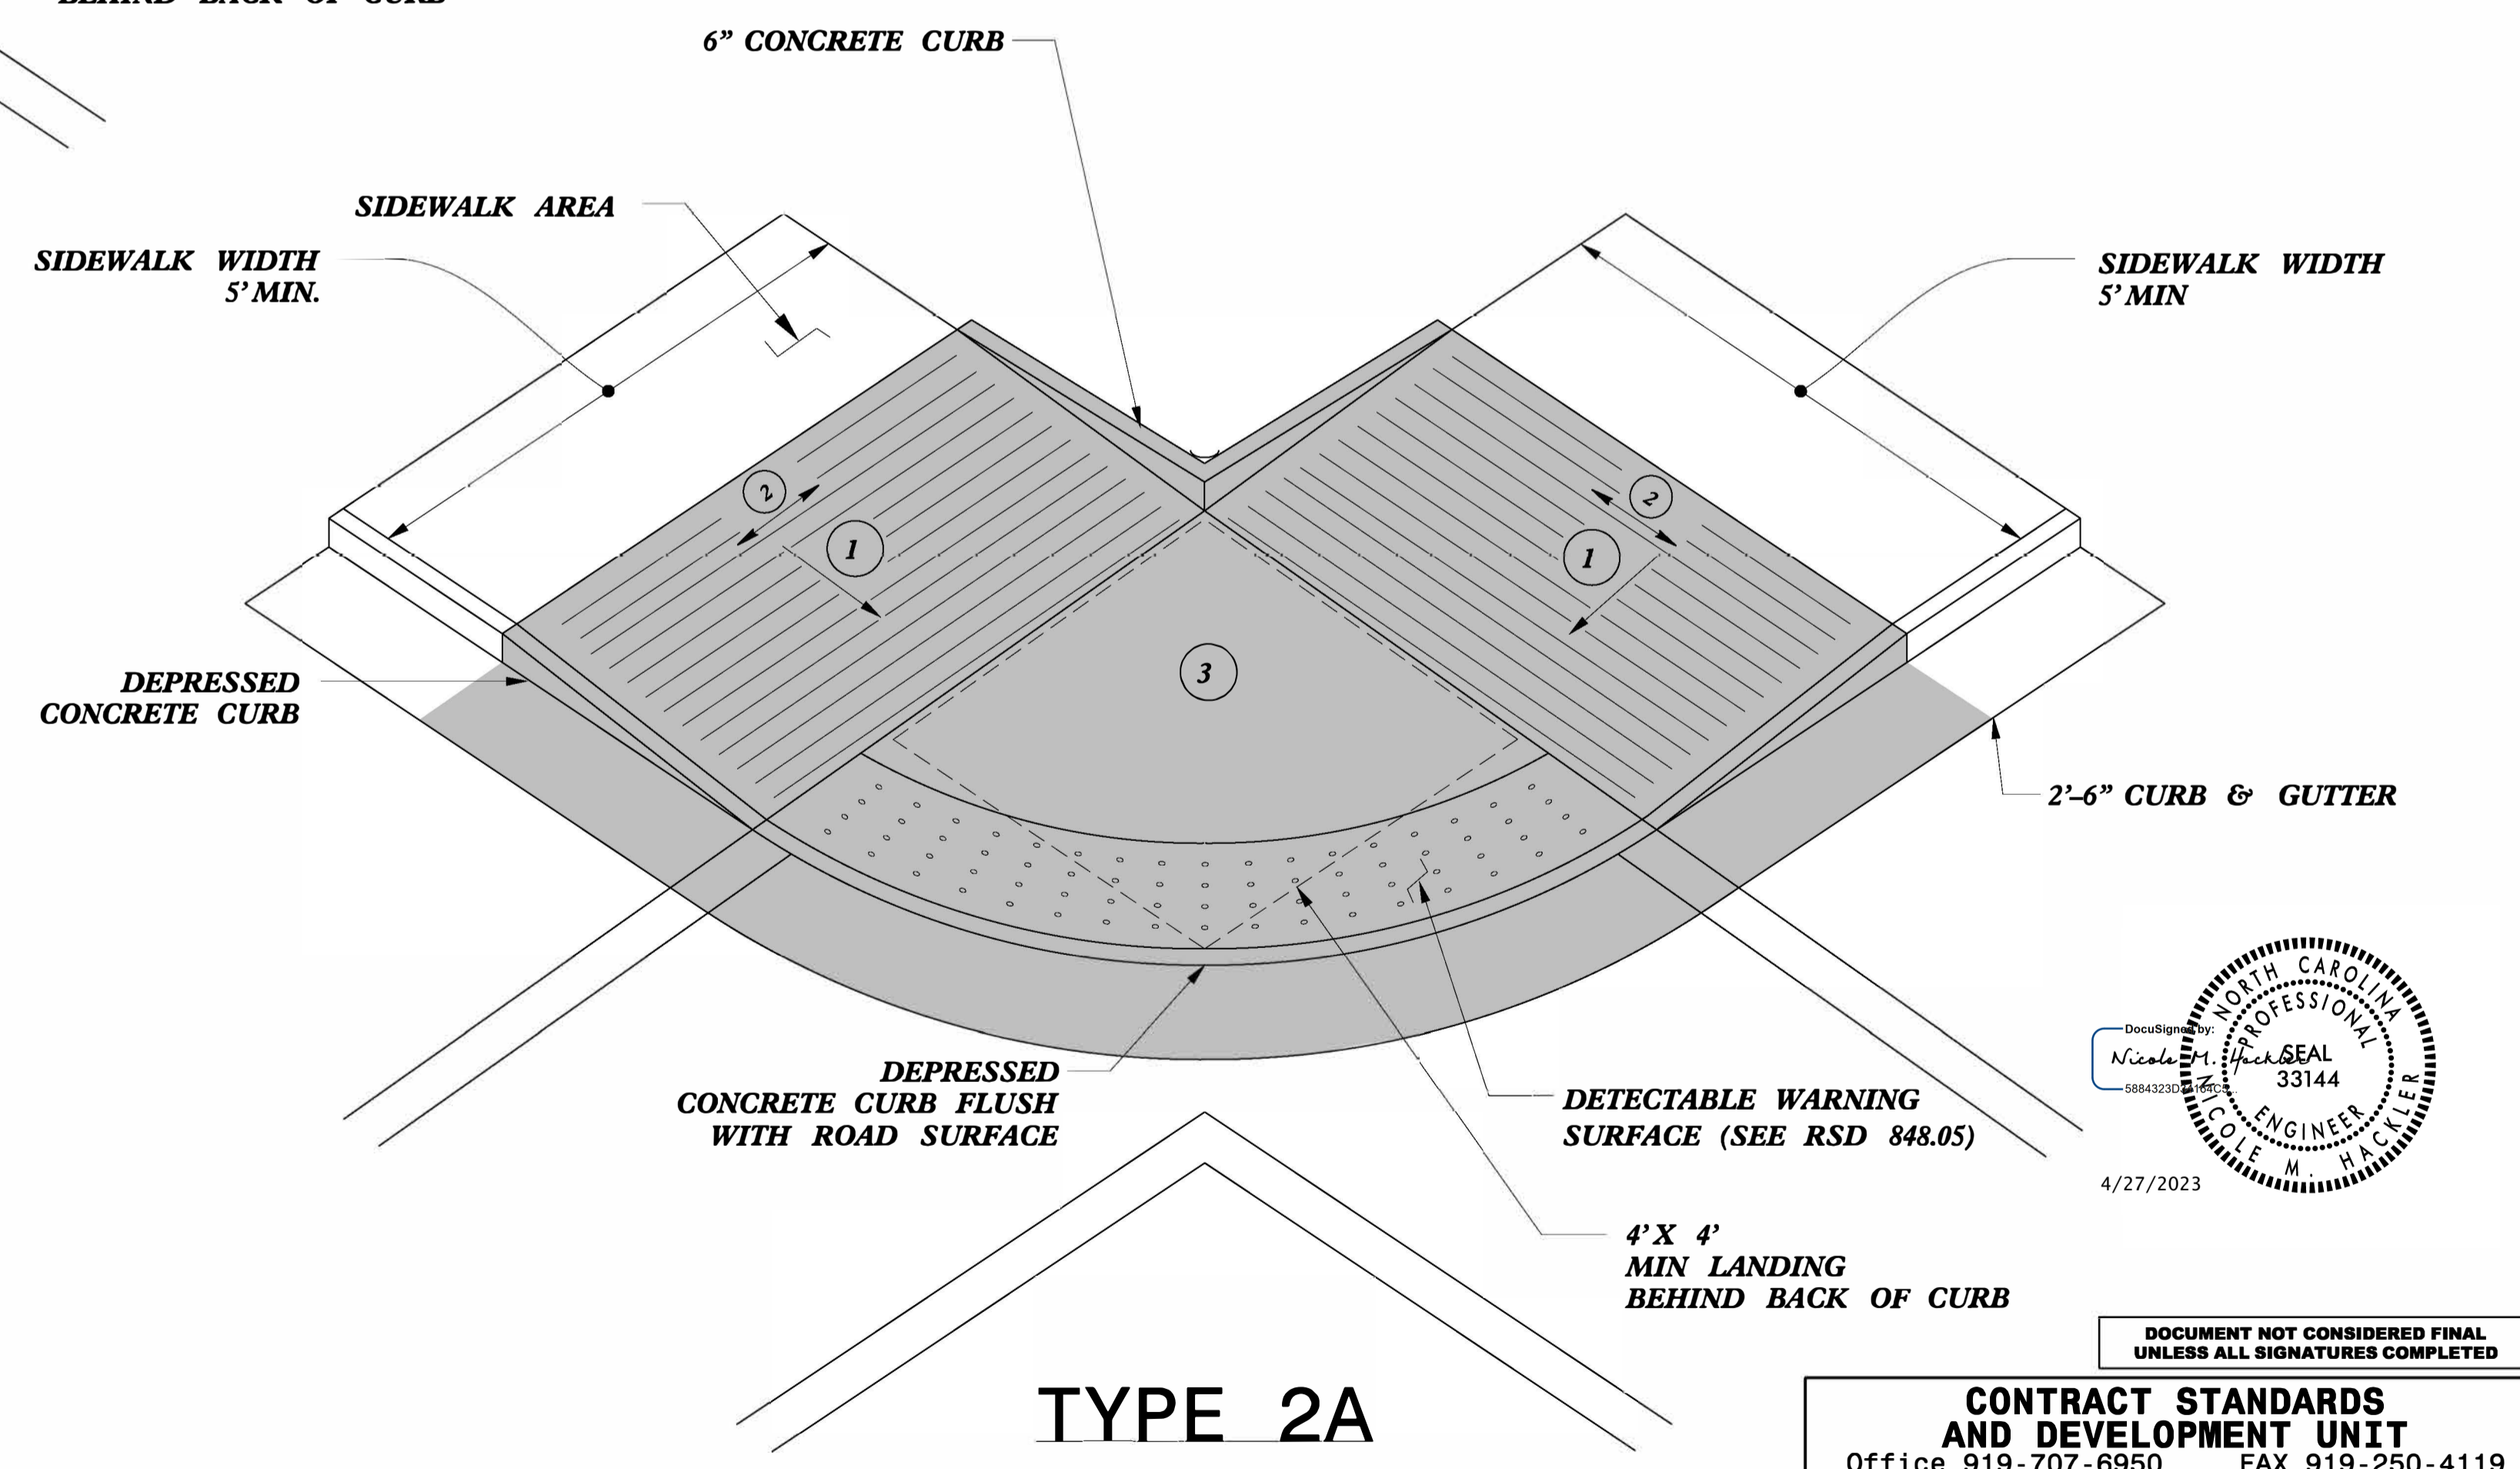 BEHIND BACK OF CURB
6” CONCRETE CURB
SIDEWALK AREA
SIDEWALK WIDTH
5’ MIN.
SIDEWALK WIDTH
5’ MIN
2
1
2
1
3
DEPRESSED
CONCRETE CURB
2’–6” CURB & GUTTER
DEPRESSED
CONCRETE CURB FLUSH
WITH ROAD SURFACE
DETECTABLE WARNING
SURFACE (SEE RSD 848.05)
4’ X 4’
MIN LANDING
BEHIND BACK OF CURB
NORTH CAROLINA
PROFESSIONAL
SEAL
33144
ENGINEER
NICOLE M. HACKLER
DocuSigned by:
Nicole M. Hackler
4/27/2023
TYPE 2A
DOCUMENT NOT CONSIDERED FINAL
UNLESS ALL SIGNATURES COMPLETED
CONTRACT STANDARDS
AND DEVELOPMENT UNIT
Office 919-707-6950 FAX 919-250-4119